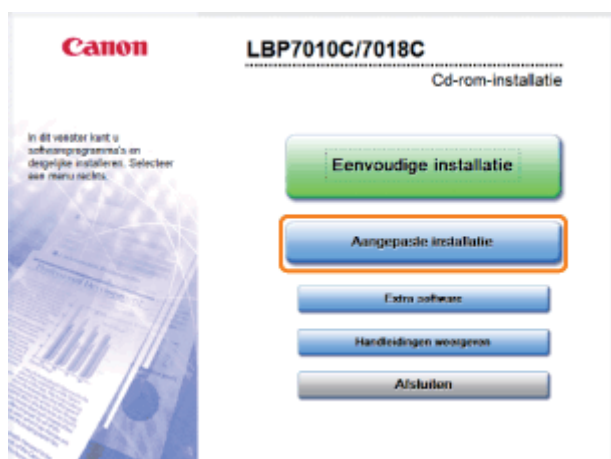 Canon
LBP7010C/7018C
Cd-rom-installatie
In dit venster kunt u
softwareprogramma's en
dergelijke installeren. Selecteer
een menu rechts.
Eenvoudige installatie
Aangepaste installatie
Extra software
Handleidingen weergeven
Afsluiten